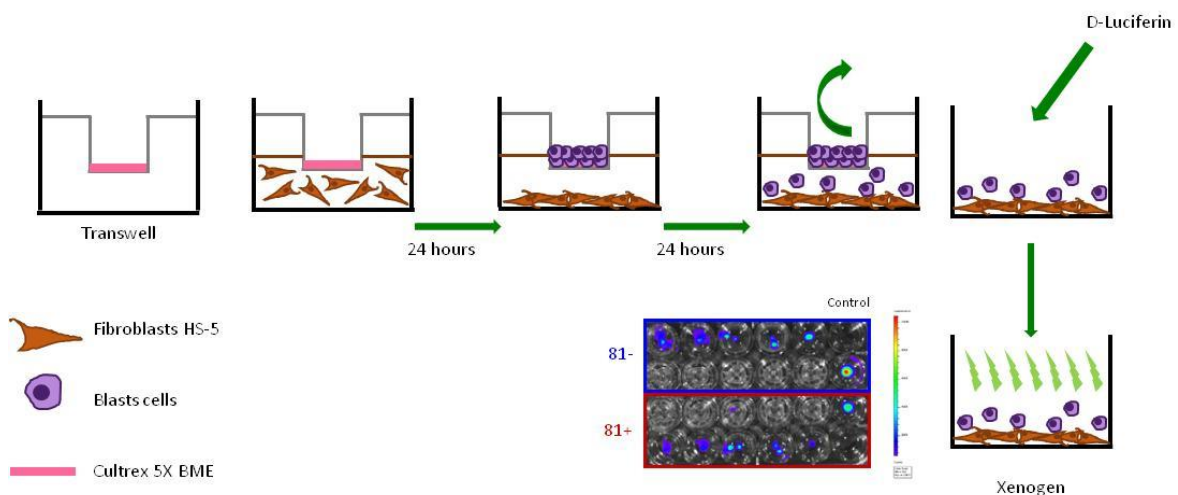 D-Luciferin
Transwell
24 hours
24 hours
Fibroblasts HS-5
Blasts cells
Cultrex 5X BME
Control
81-
81+
Xenogen